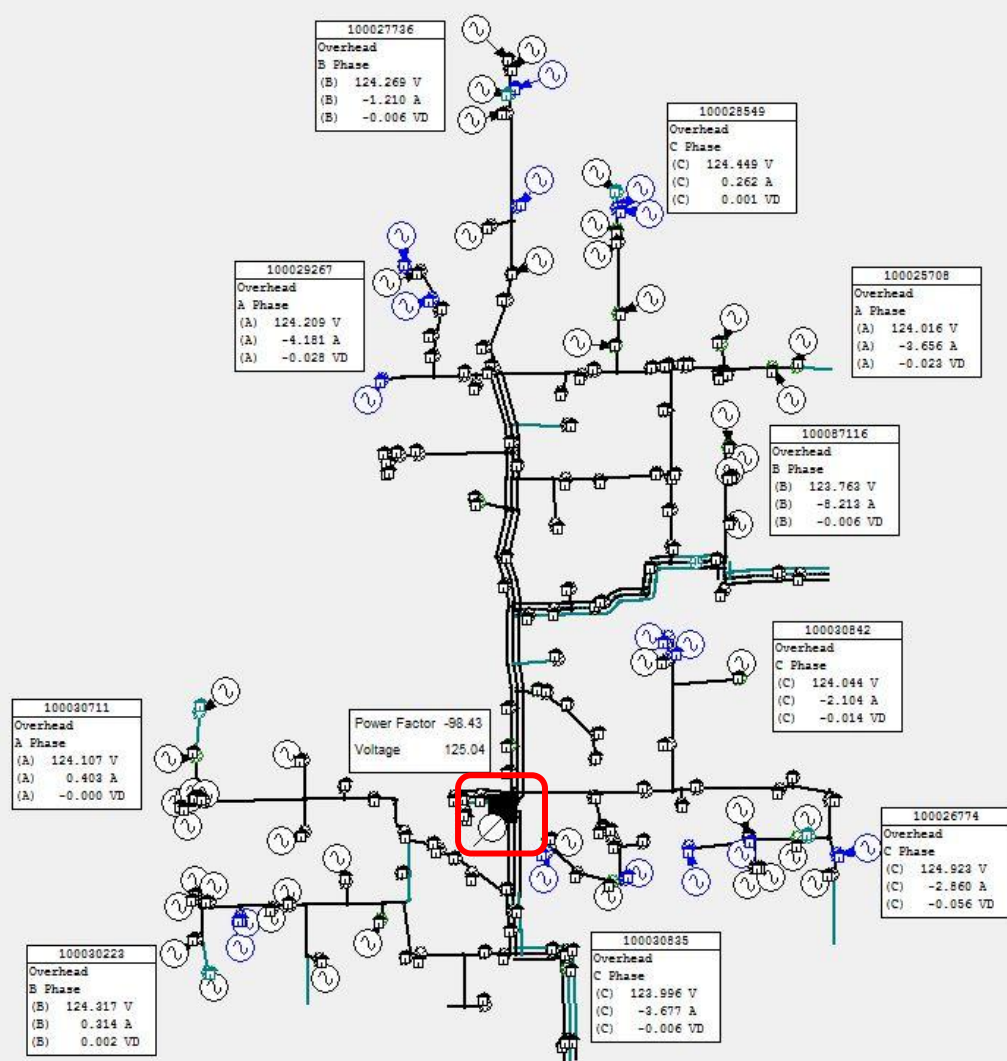 100027736
Overhead
B Phase
(B) 124.269 V
(B) -1.210 A
(B) -0.006 VD
100028549
Overhead
C Phase
(C) 124.449 V
(C) 0.262 A
(C) 0.001 VD
100029267
Overhead
A Phase
(A) 124.209 V
(A) -4.181 A
(A) -0.028 VD
100025708
Overhead
A Phase
(A) 124.016 V
(A) -3.656 A
(A) -0.023 VD
100087116
Overhead
B Phase
(B) 123.763 V
(B) -8.213 A
(B) -0.006 VD
100030842
Overhead
C Phase
(C) 124.044 V
(C) -2.104 A
(C) -0.014 VD
100030711
Overhead
A Phase
(A) 124.107 V
(A) 0.403 A
(A) -0.000 VD
Power Factor -98.43
Voltage 125.04
100026774
Overhead
C Phase
(C) 124.923 V
(C) -2.860 A
(C) -0.056 VD
100030223
Overhead
B Phase
(B) 124.317 V
(B) 0.314 A
(B) 0.002 VD
100030835
Overhead
C Phase
(C) 123.996 V
(C) -3.677 A
(C) -0.006 VD